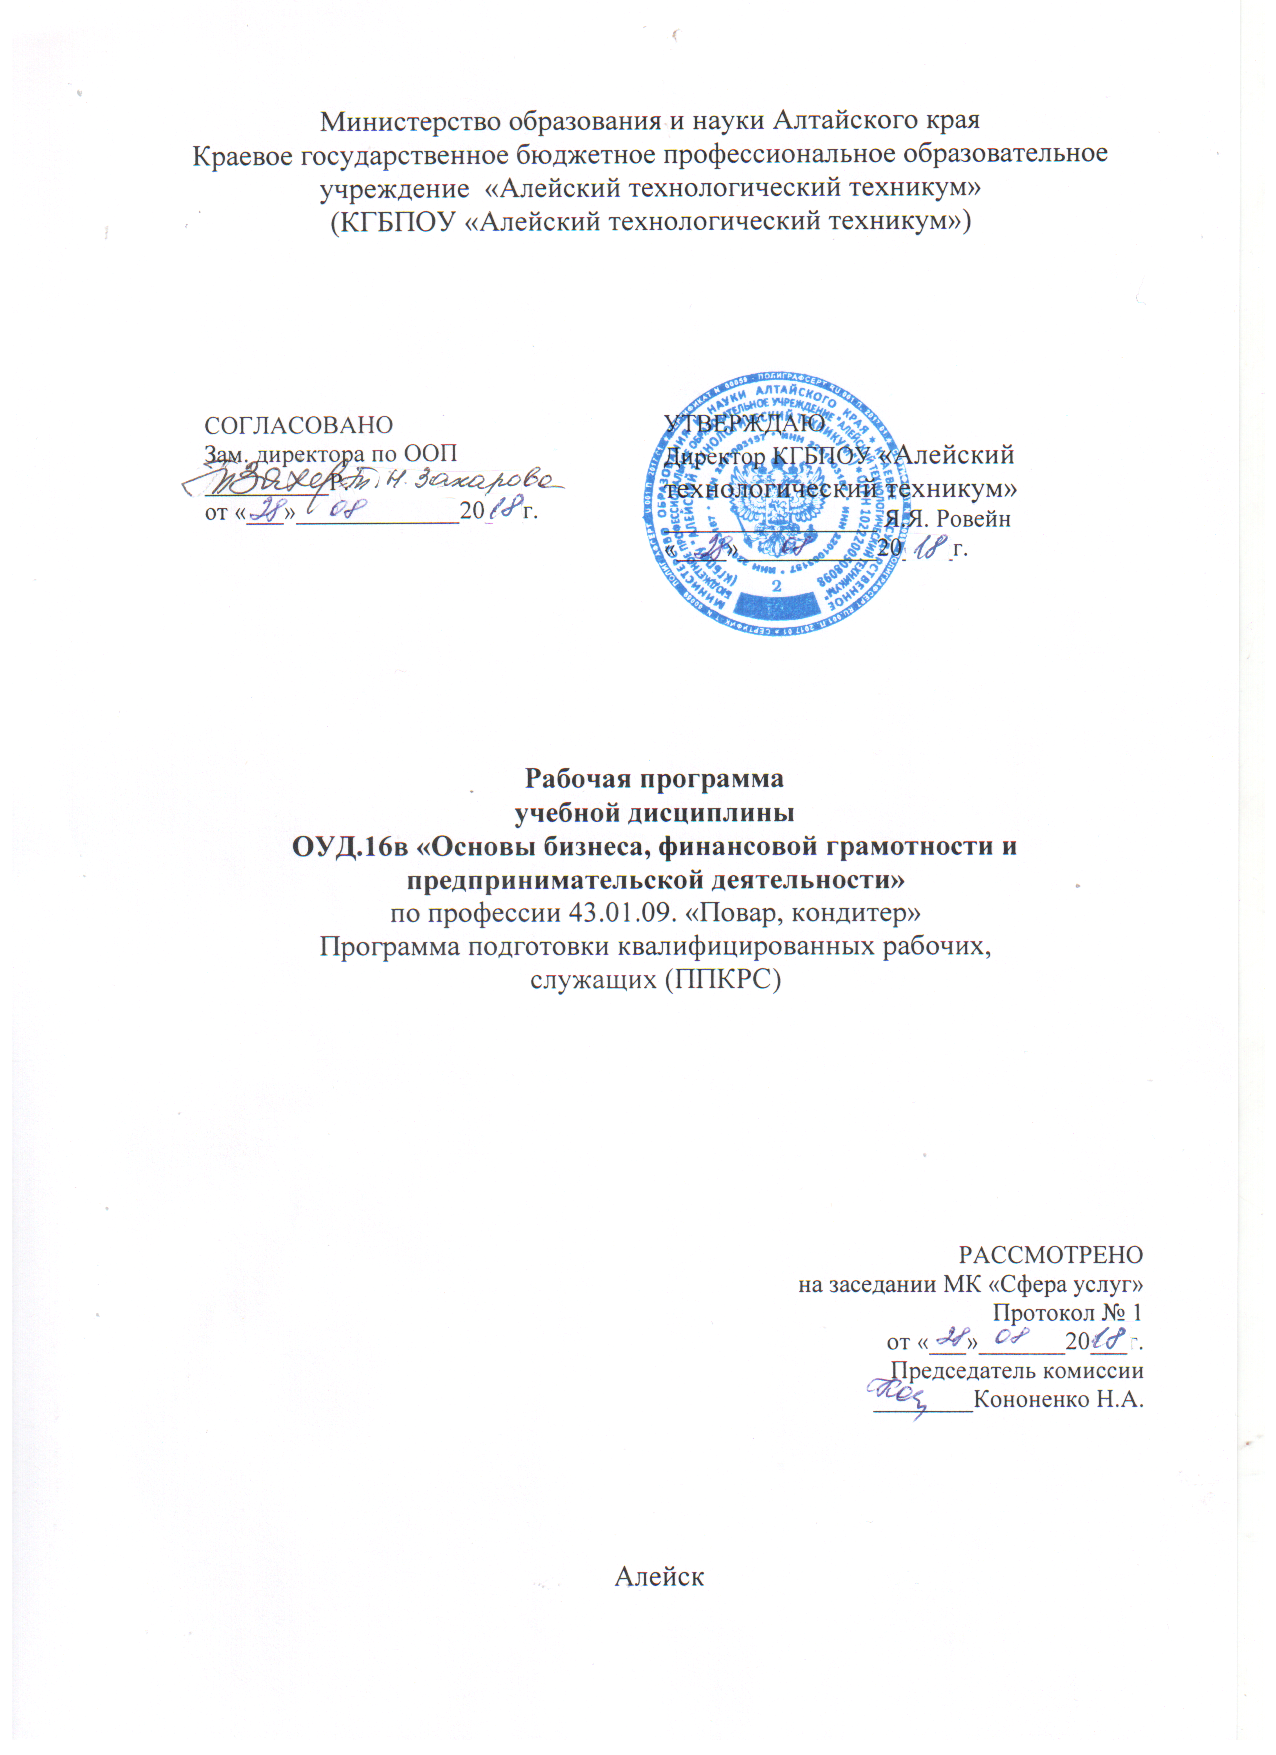 Министерство образования и науки Алтайского края
Краевое государственное бюджетное профессиональное образовательное
учреждение «Алейский технологический техникум»
(КГБПОУ «Алейский технологический техникум»)
СОГЛАСОВАНО
Зам. директора по ООП
Т. Н. Захарова
от «28» 08 2018 г.
УТВЕРЖДАЮ
Директор КГБПОУ «Алейский
технологический техникум»
Я.Я. Ровейн
«28» 08 2018 г.
2
Рабочая программа
учебной дисциплины
ОУД.16в «Основы бизнеса, финансовой грамотности и
предпринимательской деятельности»
по профессии 43.01.09. «Повар, кондитер»
Программа подготовки квалифицированных рабочих,
служащих (ППКРС)
РАССМОТРЕНО
на заседании МК «Сфера услуг»
Протокол № 1
от «28» 08 2018 г.
Председатель комиссии
Кононенко Н.А.
Алейск